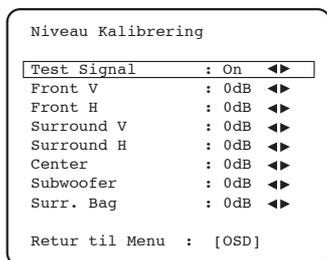 Niveau Kalibrering
Test Signal : On ◄►
Front V : 0dB ◄►
Front H : 0dB ◄►
Surround V : 0dB ◄►
Surround H : 0dB ◄►
Center : 0dB ◄►
Subwoofer : 0dB ◄►
Surr. Bag : 0dB ◄►
Retur til Menu : [OSD]